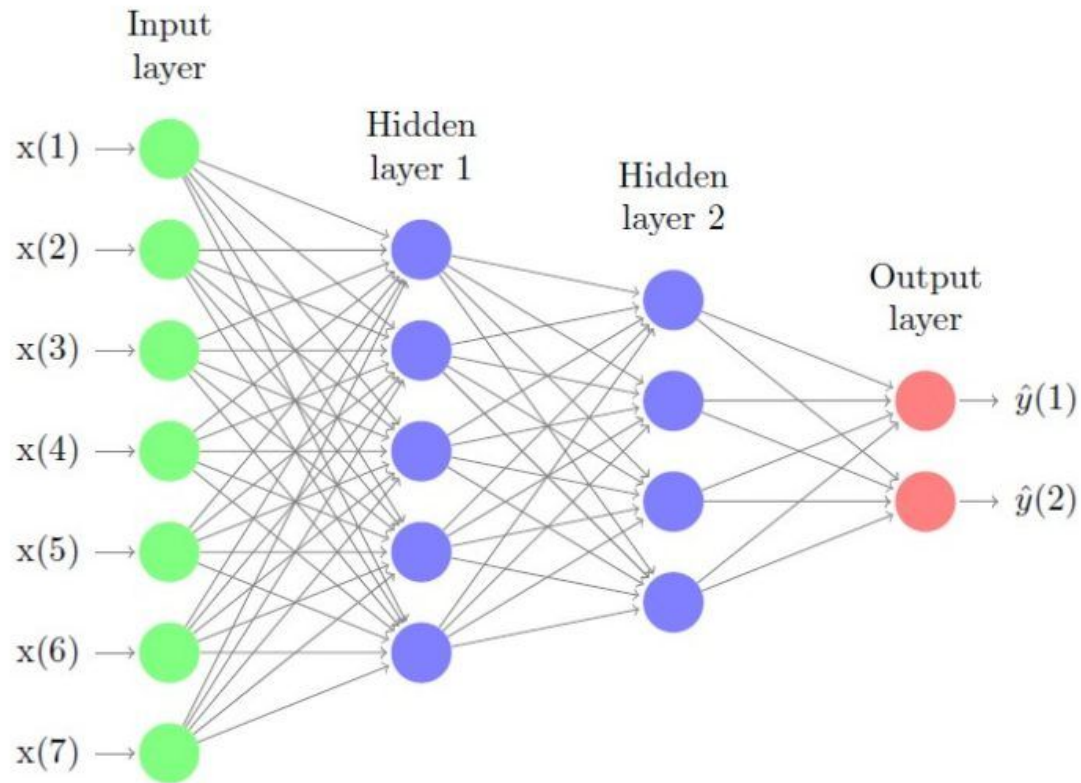 Input
layer
Hidden
layer 1
Hidden
layer 2
Output
layer
x(1)
x(2)
x(3)
x(4)
x(5)
x(6)
x(7)
ŷ(1)
ŷ(2)